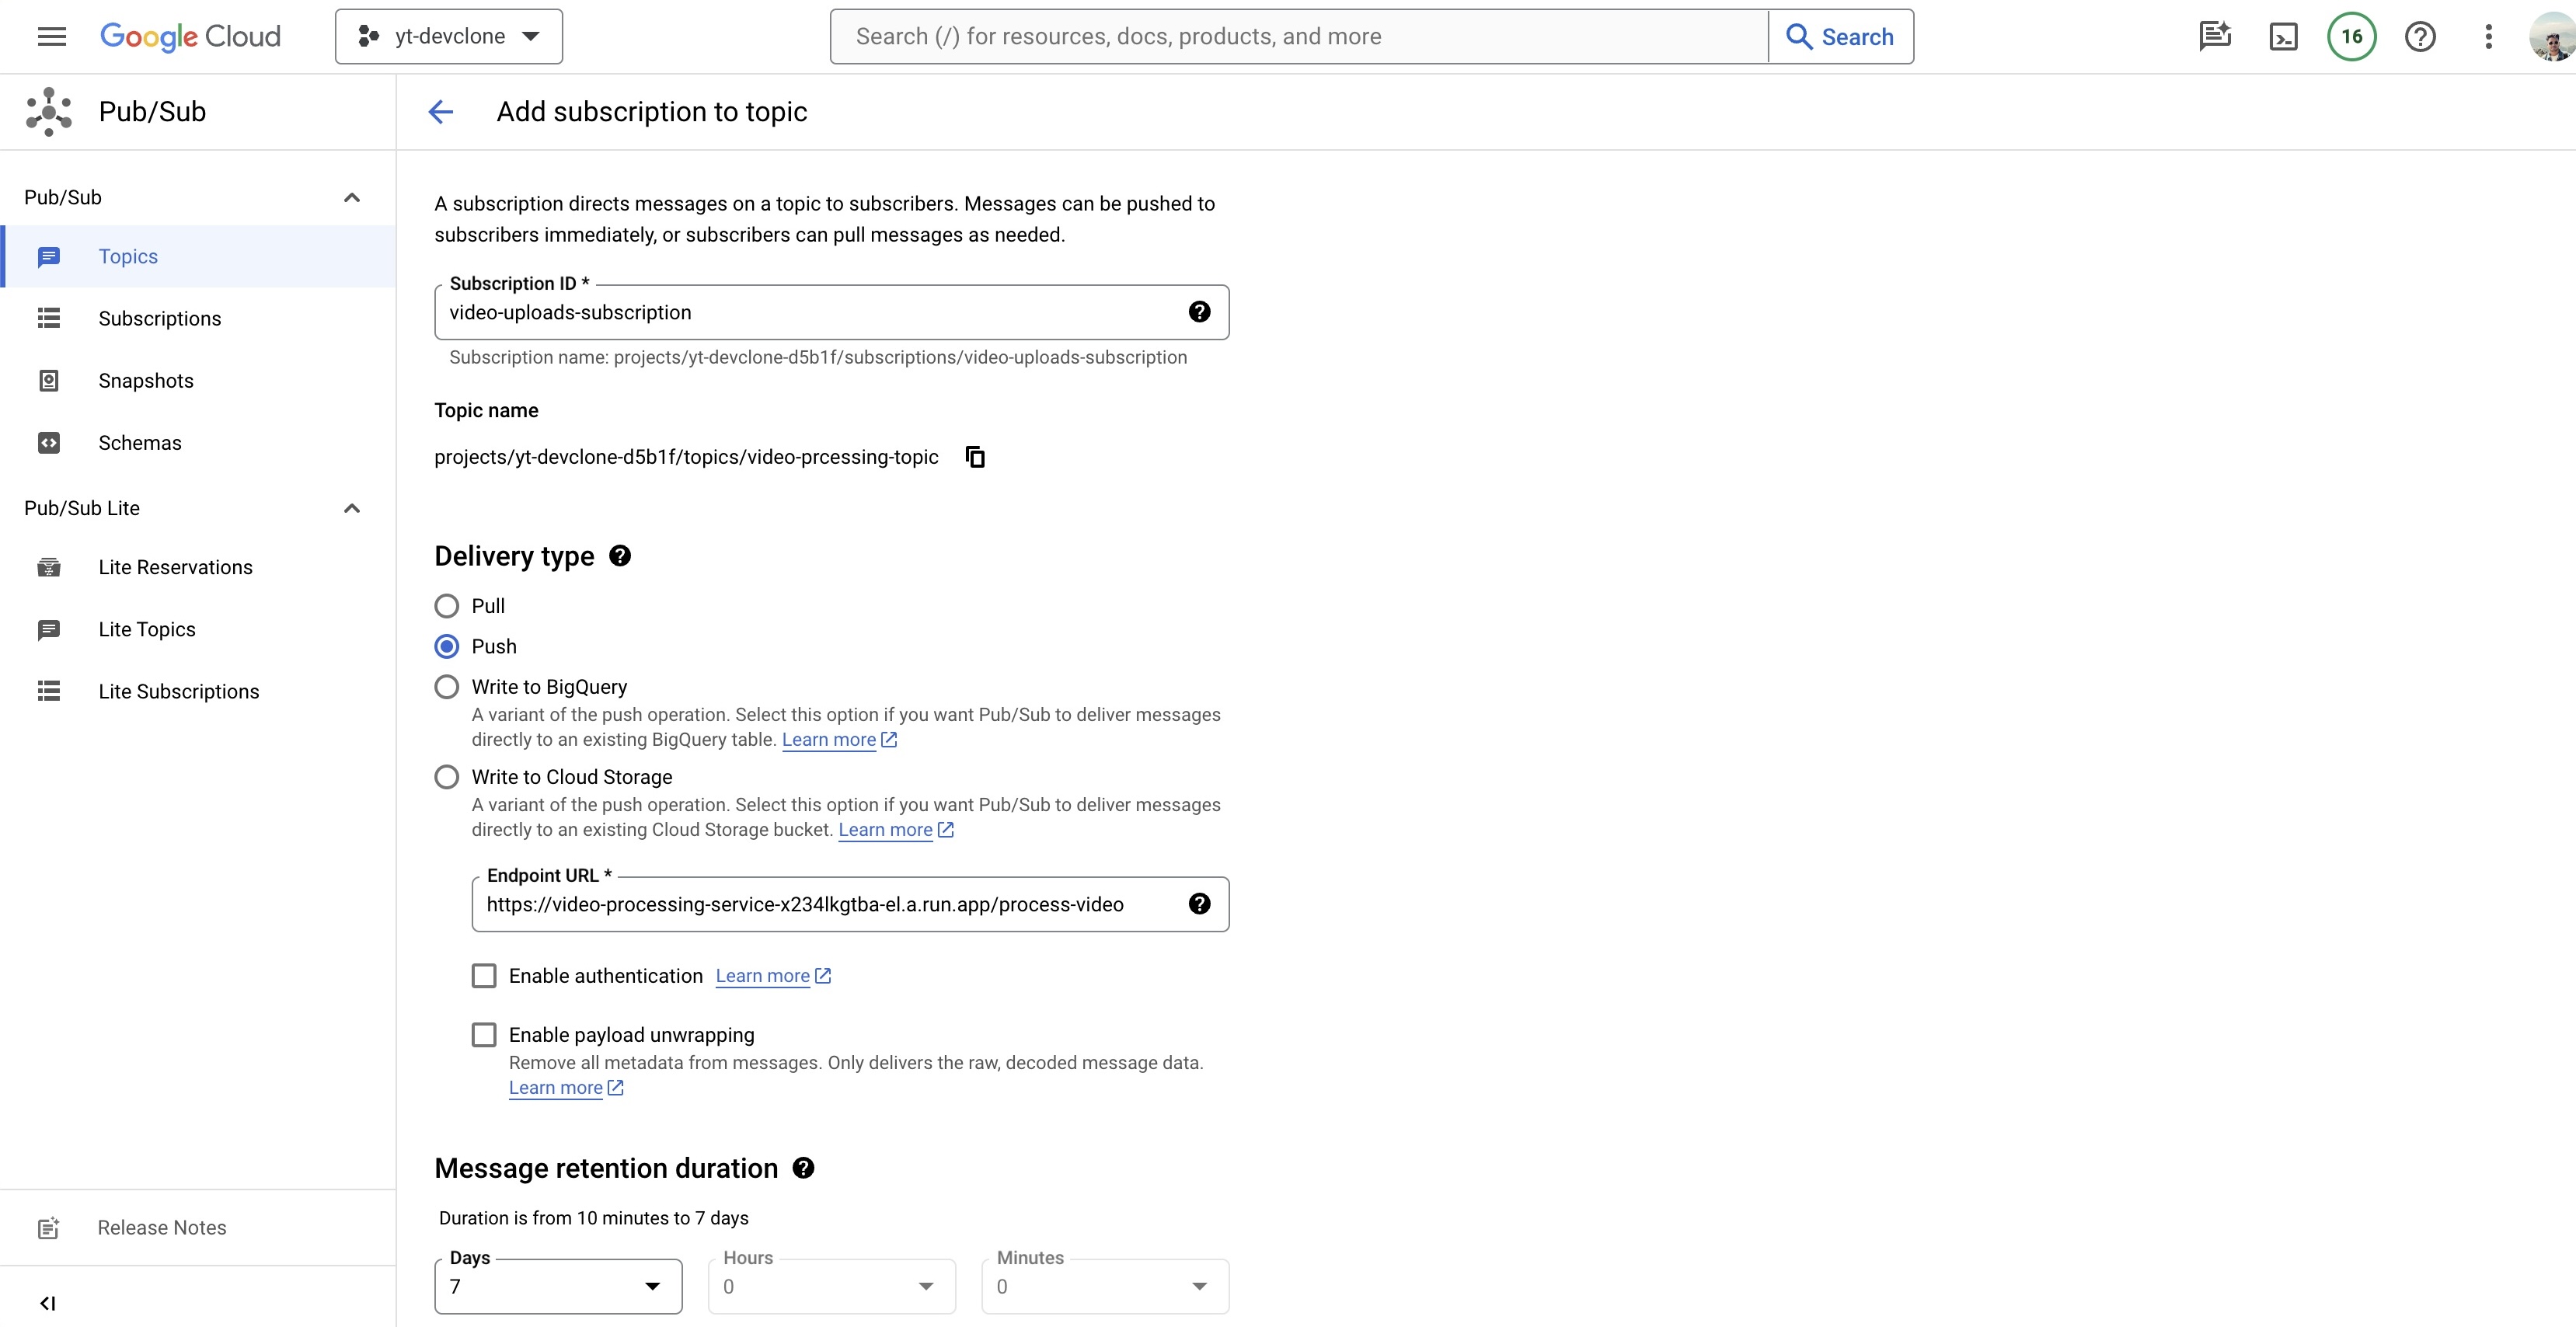 Google Cloud
yt-devclone
Search (/) for resources, docs, products, and more
Search
16
Pub/Sub
Add subscription to topic
Pub/Sub
Topics
Subscriptions
Snapshots
Schemas
Pub/Sub Lite
Lite Reservations
Lite Topics
Lite Subscriptions
Release Notes
A subscription directs messages on a topic to subscribers. Messages can be pushed to
subscribers immediately, or subscribers can pull messages as needed.
Subscription ID *
video-uploads-subscription
Subscription name: projects/yt-devclone-d5b1f/subscriptions/video-uploads-subscription
Topic name
projects/yt-devclone-d5b1f/topics/video-prcessing-topic
Delivery type
Pull
Push
Write to BigQuery
A variant of the push operation. Select this option if you want Pub/Sub to deliver messages
directly to an existing BigQuery table. Learn more
Write to Cloud Storage
A variant of the push operation. Select this option if you want Pub/Sub to deliver messages
directly to an existing Cloud Storage bucket. Learn more
Endpoint URL *
https://video-processing-service-x234lkgtba-el.a.run.app/process-video
Enable authentication Learn more
Enable payload unwrapping
Remove all metadata from messages. Only delivers the raw, decoded message data.
Learn more
Message retention duration
Duration is from 10 minutes to 7 days
Days
7
Hours
0
Minutes
0